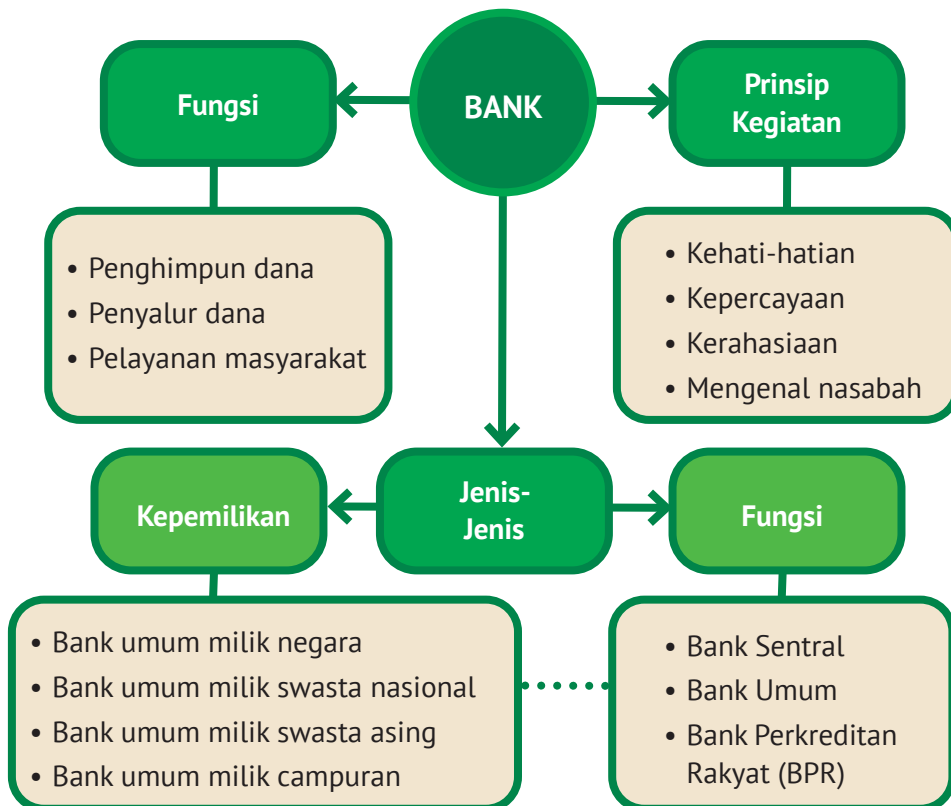 BANK
Fungsi
• Penghimpun dana
• Penyalur dana
• Pelayanan masyarakat
Prinsip
Kegiatan
• Kehati-hatian
• Kepercayaan
• Kerahasiaan
• Mengenal nasabah
Jenis-
Jenis
Kepemilikan
• Bank umum milik negara
• Bank umum milik swasta nasional
• Bank umum milik swasta asing
• Bank umum milik campuran
Fungsi
• Bank Sentral
• Bank Umum
• Bank Perkreditan
Rakyat (BPR)